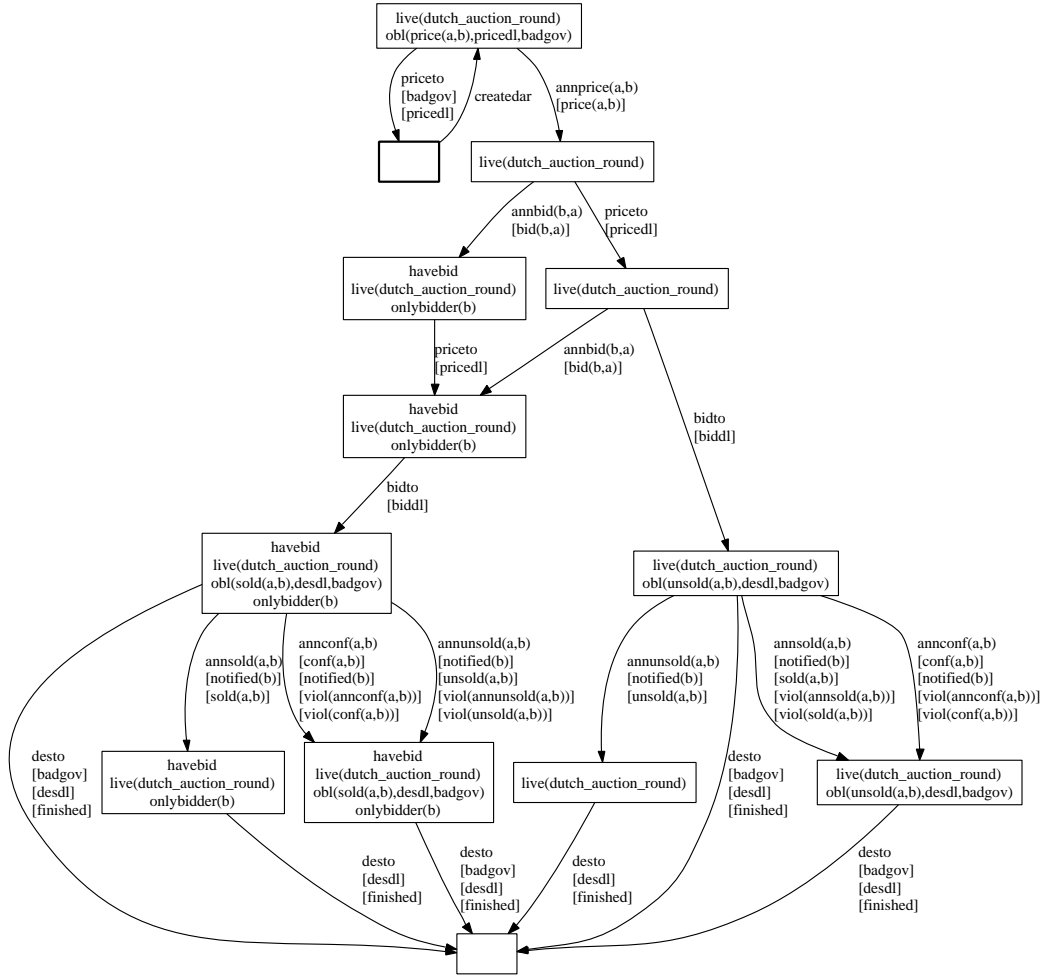 live(dutch_auction_round)
obl(price(a,b),pricedl,badgov)
priceto
[badgov]
[pricedl]
createdar
annprice(a,b)
[price(a,b)]
live(dutch_auction_round)
annbid(b,a)
[bid(b,a)]
priceto
[pricedl]
havebid
live(dutch_auction_round)
onlybidder(b)
live(dutch_auction_round)
priceto
[pricedl]
annbid(b,a)
[bid(b,a)]
havebid
live(dutch_auction_round)
onlybidder(b)
bidto
[biddl]
bidto
[biddl]
havebid
live(dutch_auction_round)
obl(sold(a,b),desdl,badgov)
onlybidder(b)
live(dutch_auction_round)
obl(unsold(a,b),desdl,badgov)
annsold(a,b)
[notified(b)]
[sold(a,b)]
annconf(a,b)
[conf(a,b)]
[notified(b)]
[viol(annconf(a,b))]
[viol(conf(a,b))]
annunsold(a,b)
[notified(b)]
[unsold(a,b)]
[viol(annunsold(a,b))]
[viol(unsold(a,b))]
annunsold(a,b)
[notified(b)]
[unsold(a,b)]
annsold(a,b)
[notified(b)]
[sold(a,b)]
[viol(annsold(a,b))]
[viol(sold(a,b))]
annconf(a,b)
[conf(a,b)]
[notified(b)]
[viol(annconf(a,b))]
[viol(conf(a,b))]
desto
[badgov]
[desdl]
[finished]
havebid
live(dutch_auction_round)
onlybidder(b)
havebid
live(dutch_auction_round)
obl(sold(a,b),desdl,badgov)
onlybidder(b)
live(dutch_auction_round)
desto
[badgov]
[desdl]
[finished]
live(dutch_auction_round)
obl(unsold(a,b),desdl,badgov)
desto
[desdl]
[finished]
desto
[badgov]
[desdl]
[finished]
desto
[desdl]
[finished]
desto
[badgov]
[desdl]
[finished]